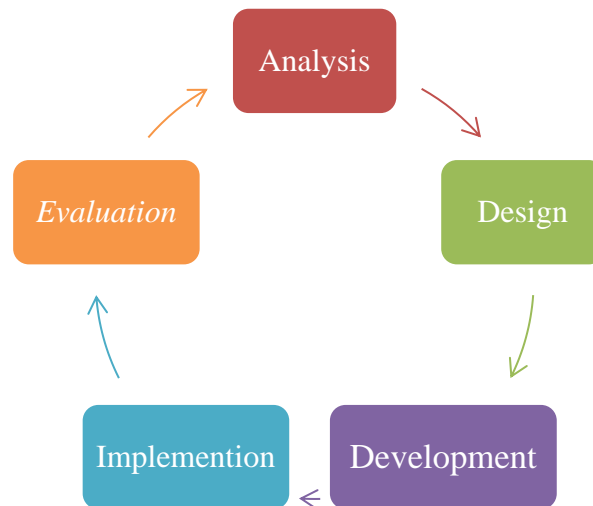 Analysis
Design
Development
Implemention
Evaluation